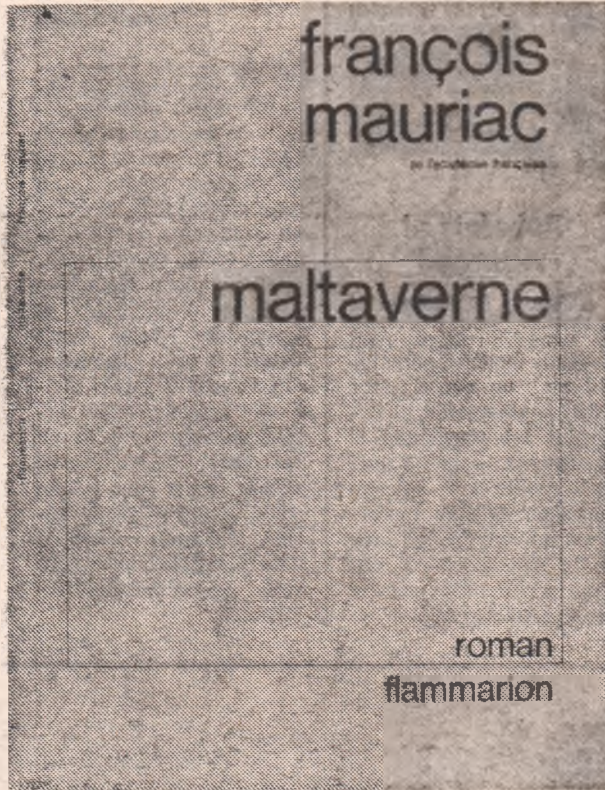 françois
mauriac
de l'académie française
maltaverne
roman
flammarion